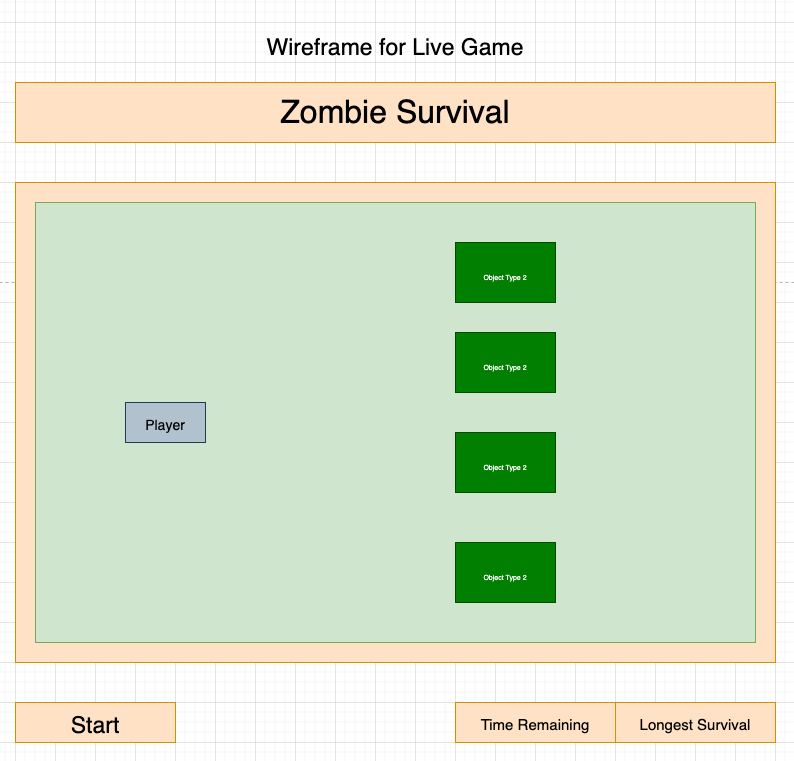 Wireframe for Live Game
Zombie Survival
Object Type 2
Object Type 2
Player
Object Type 2
Object Type 2
Start
Time Remaining
Longest Survival